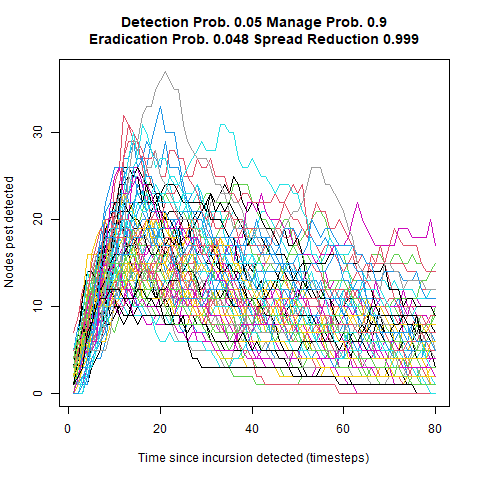 Detection Prob. 0.05 Manage Prob. 0.9
Eradication Prob. 0.048 Spread Reduction 0.999
30
20
10
0
Nodes pest detected
0 20 40 60 80
Time since incursion detected (timesteps)